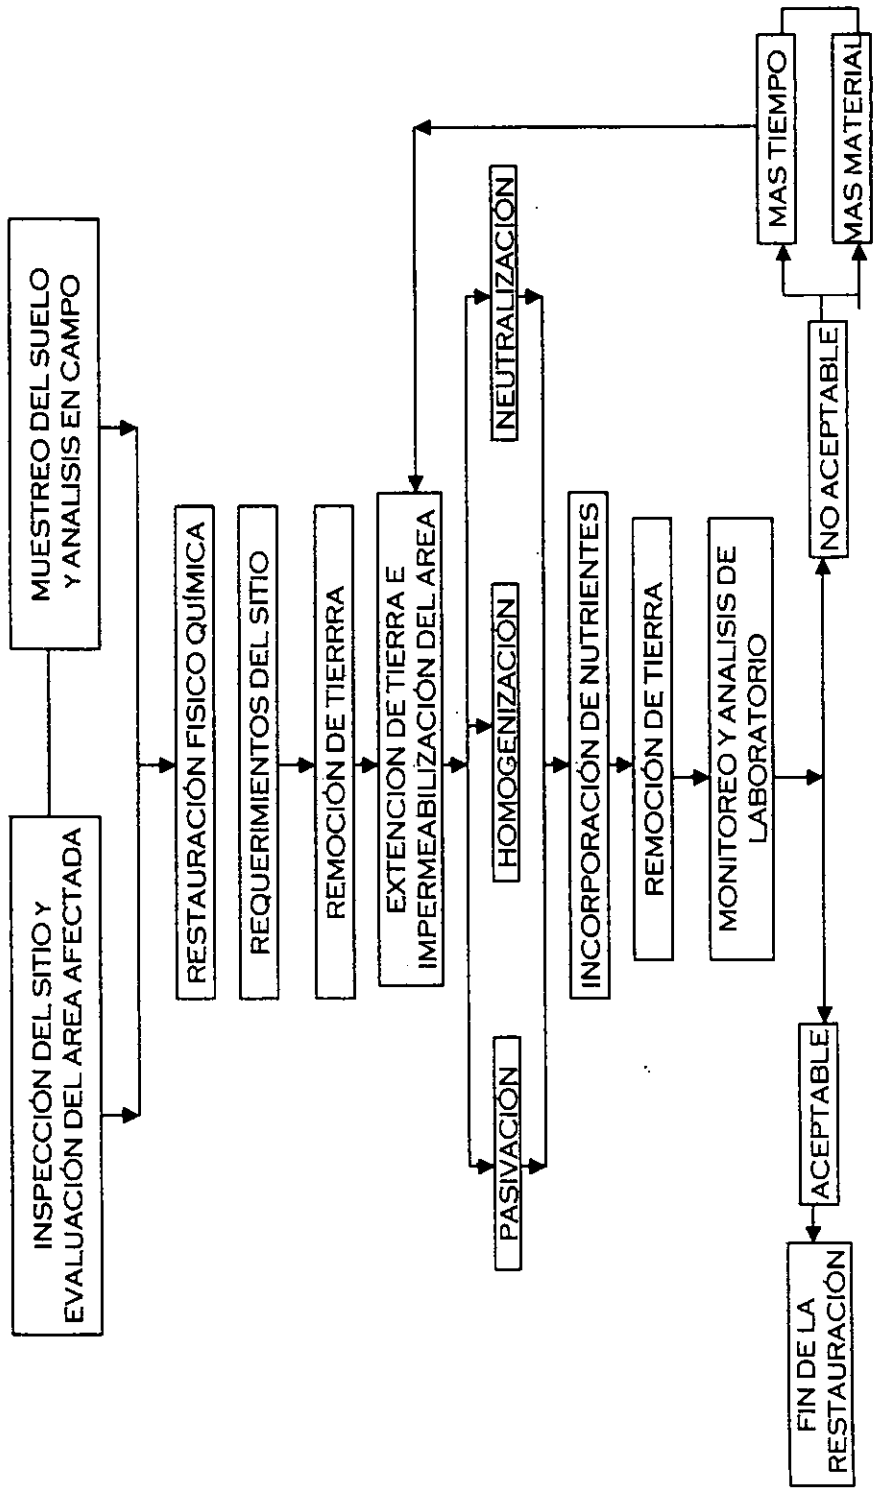 INSPECCIÓN DEL SITIO Y
EVALUACIÓN DEL AREA AFECTADA
MUESTREO DEL SUELO
Y ANALISIS EN CAMPO
RESTAURACIÓN FISICO QUÍMICA
REQUERIMIENTOS DEL SITIO
REMOCIÓN DE TIERRRA
EXTENCION DE TIERRA E
IMPERMEABILIZACIÓN DEL AREA
PASIVACIÓN
HOMOGENIZACIÓN
NEUTRALIZACION
INCORPORACIÓN DE NUTRIENTES
REMOCIÓN DE TIERRA
MONITOREO Y ANALISIS DE
LABORATORIO
ACEPTABLE
NO ACEPTABLE
FIN DE LA
RESTAURACIÓN
MAS TIEMPO
MAS MATERIAL